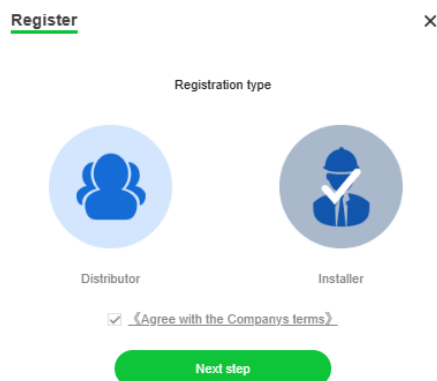 Register
Registration type
Distributor Installer
《Agree with the Companys terms》
Next step